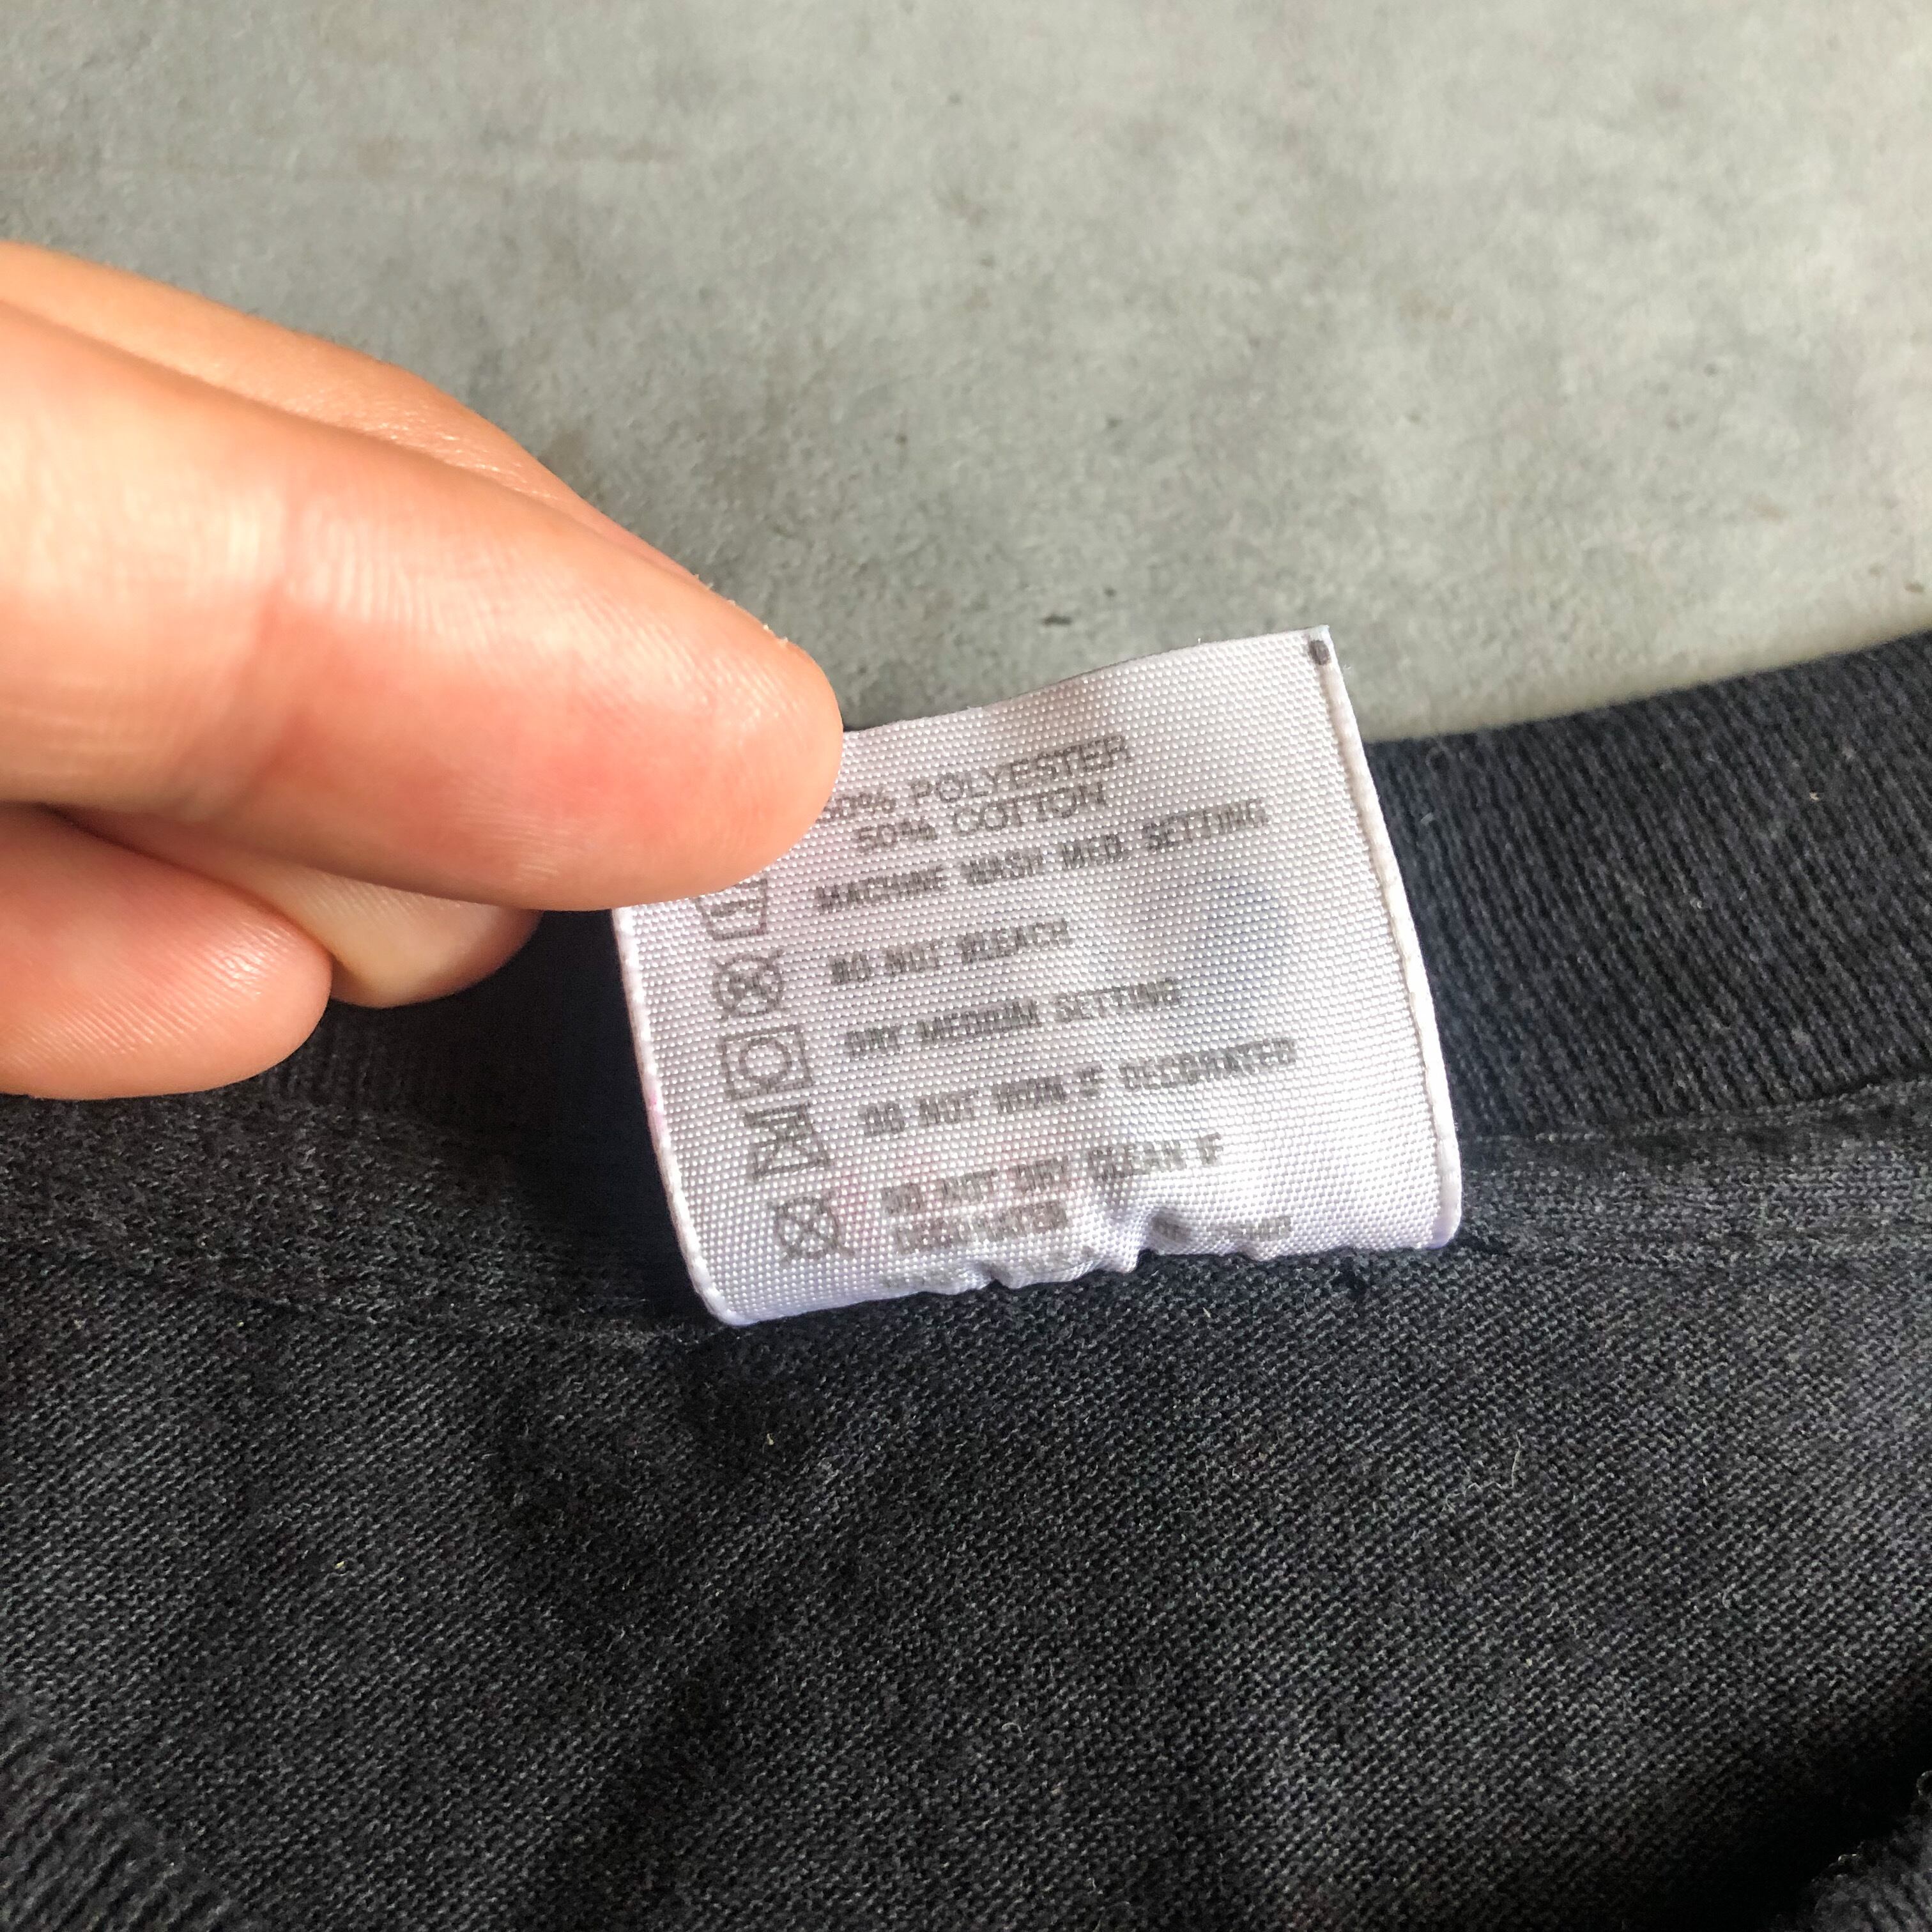 50% POLYESTER
50% COTTON
MACHINE WASH MED. SETTING
DO NOT BLEACH
DRY MEDIUM SETTING
DO NOT IRON IF DECORATED
DO NOT DRY CLEAN IF
DECORATED